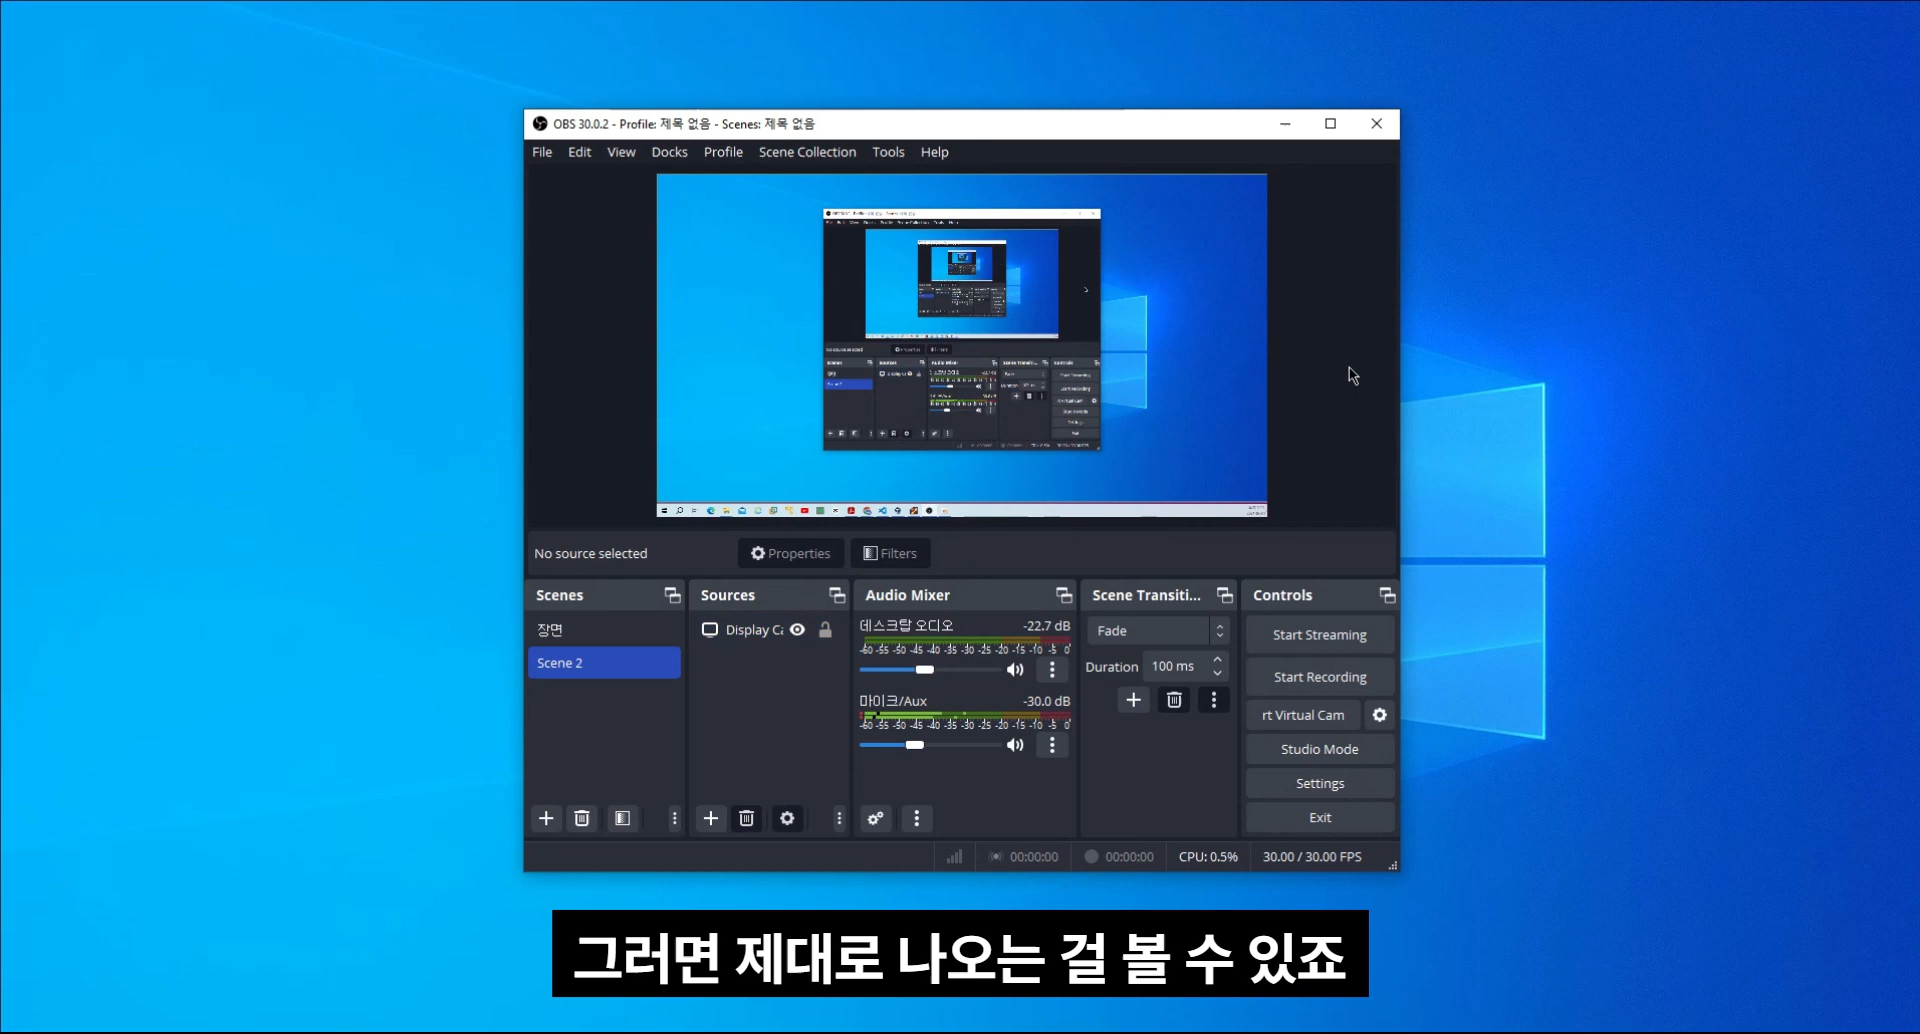 OBS 30.0.2 - Profile: 제목 없음 - Scenes: 제목 없음
File Edit View Docks Profile Scene Collection Tools Help
No source selected
Properties
Filters
Scenes
장면
Scene 2
Sources
Display Ca
Audio Mixer
데스크탑 오디오 -22.7 dB
-60 -55 -50 -45 -40 -35 -30 -25 -20 -15 -10 -5 0
마이크/Aux -30.0 dB
-60 -55 -50 -45 -40 -35 -30 -25 -20 -15 -10 -5 0
Scene Transiti...
Fade
Duration 100 ms
Controls
Start Streaming
Start Recording
rt Virtual Cam
Studio Mode
Settings
Exit
00:00:00
00:00:00
CPU: 0.5%
30.00 / 30.00 FPS
그러면 제대로 나오는 걸 볼 수 있죠